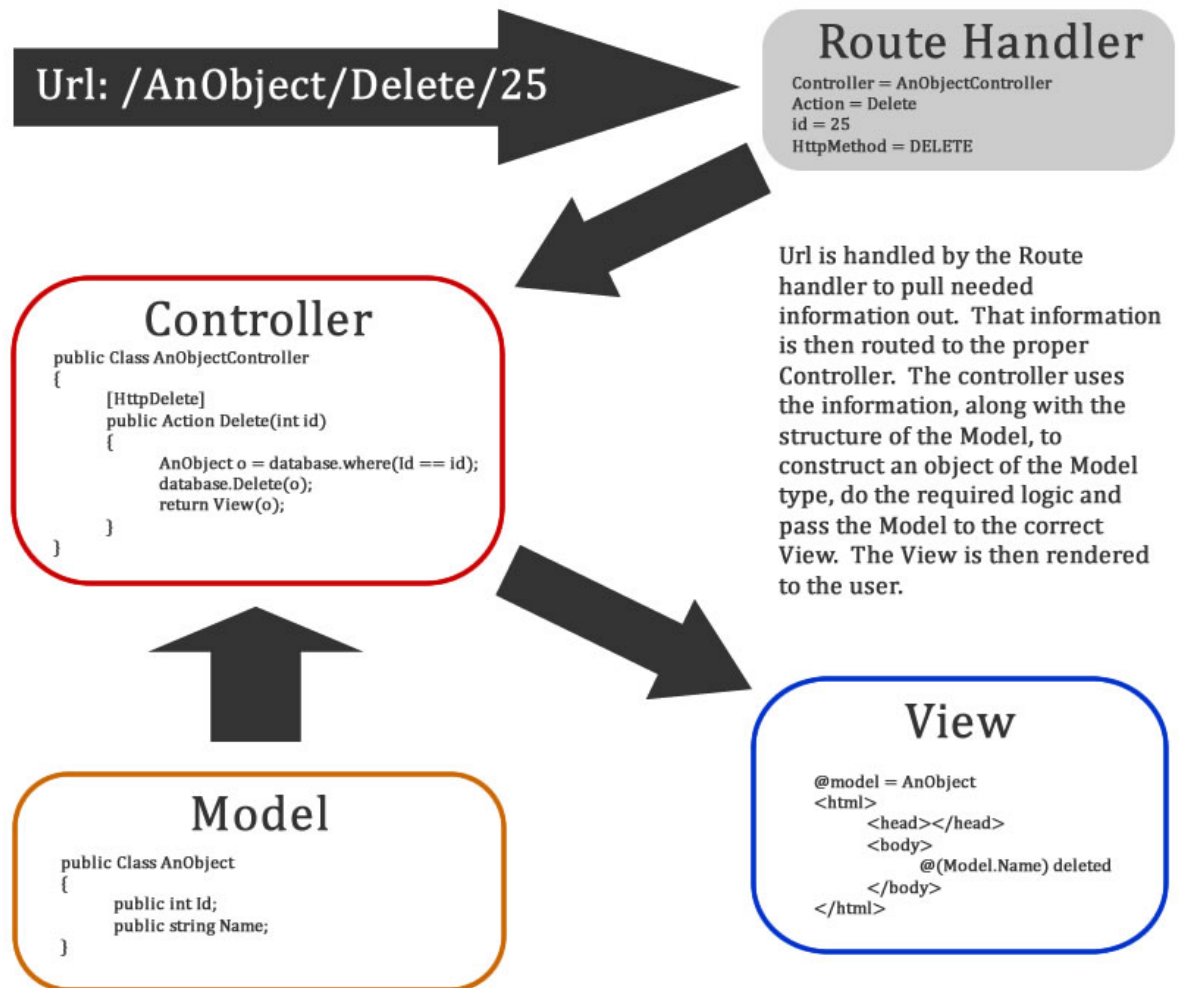 Url: /AnObject/Delete/25
Route Handler
Controller = AnObjectController
Action = Delete
id = 25
HttpMethod = DELETE
Url is handled by the Route
handler to pull needed
information out.  That information
is then routed to the proper
Controller.  The controller uses
the information, along with the
structure of the Model, to
construct an object of the Model
type, do the required logic and
pass the Model to the correct
View.  The View is then rendered
to the user.
Controller
public Class AnObjectController
{
[HttpDelete]
public Action Delete(int id)
{
AnObject o = database.where(Id == id);
database.Delete(o);
return View(o);
}
}
Model
public Class AnObject
{
public int Id;
public string Name;
}
View
@model = AnObject
<html>
<head></head>
<body>
@(Model.Name) deleted
</body>
</html>